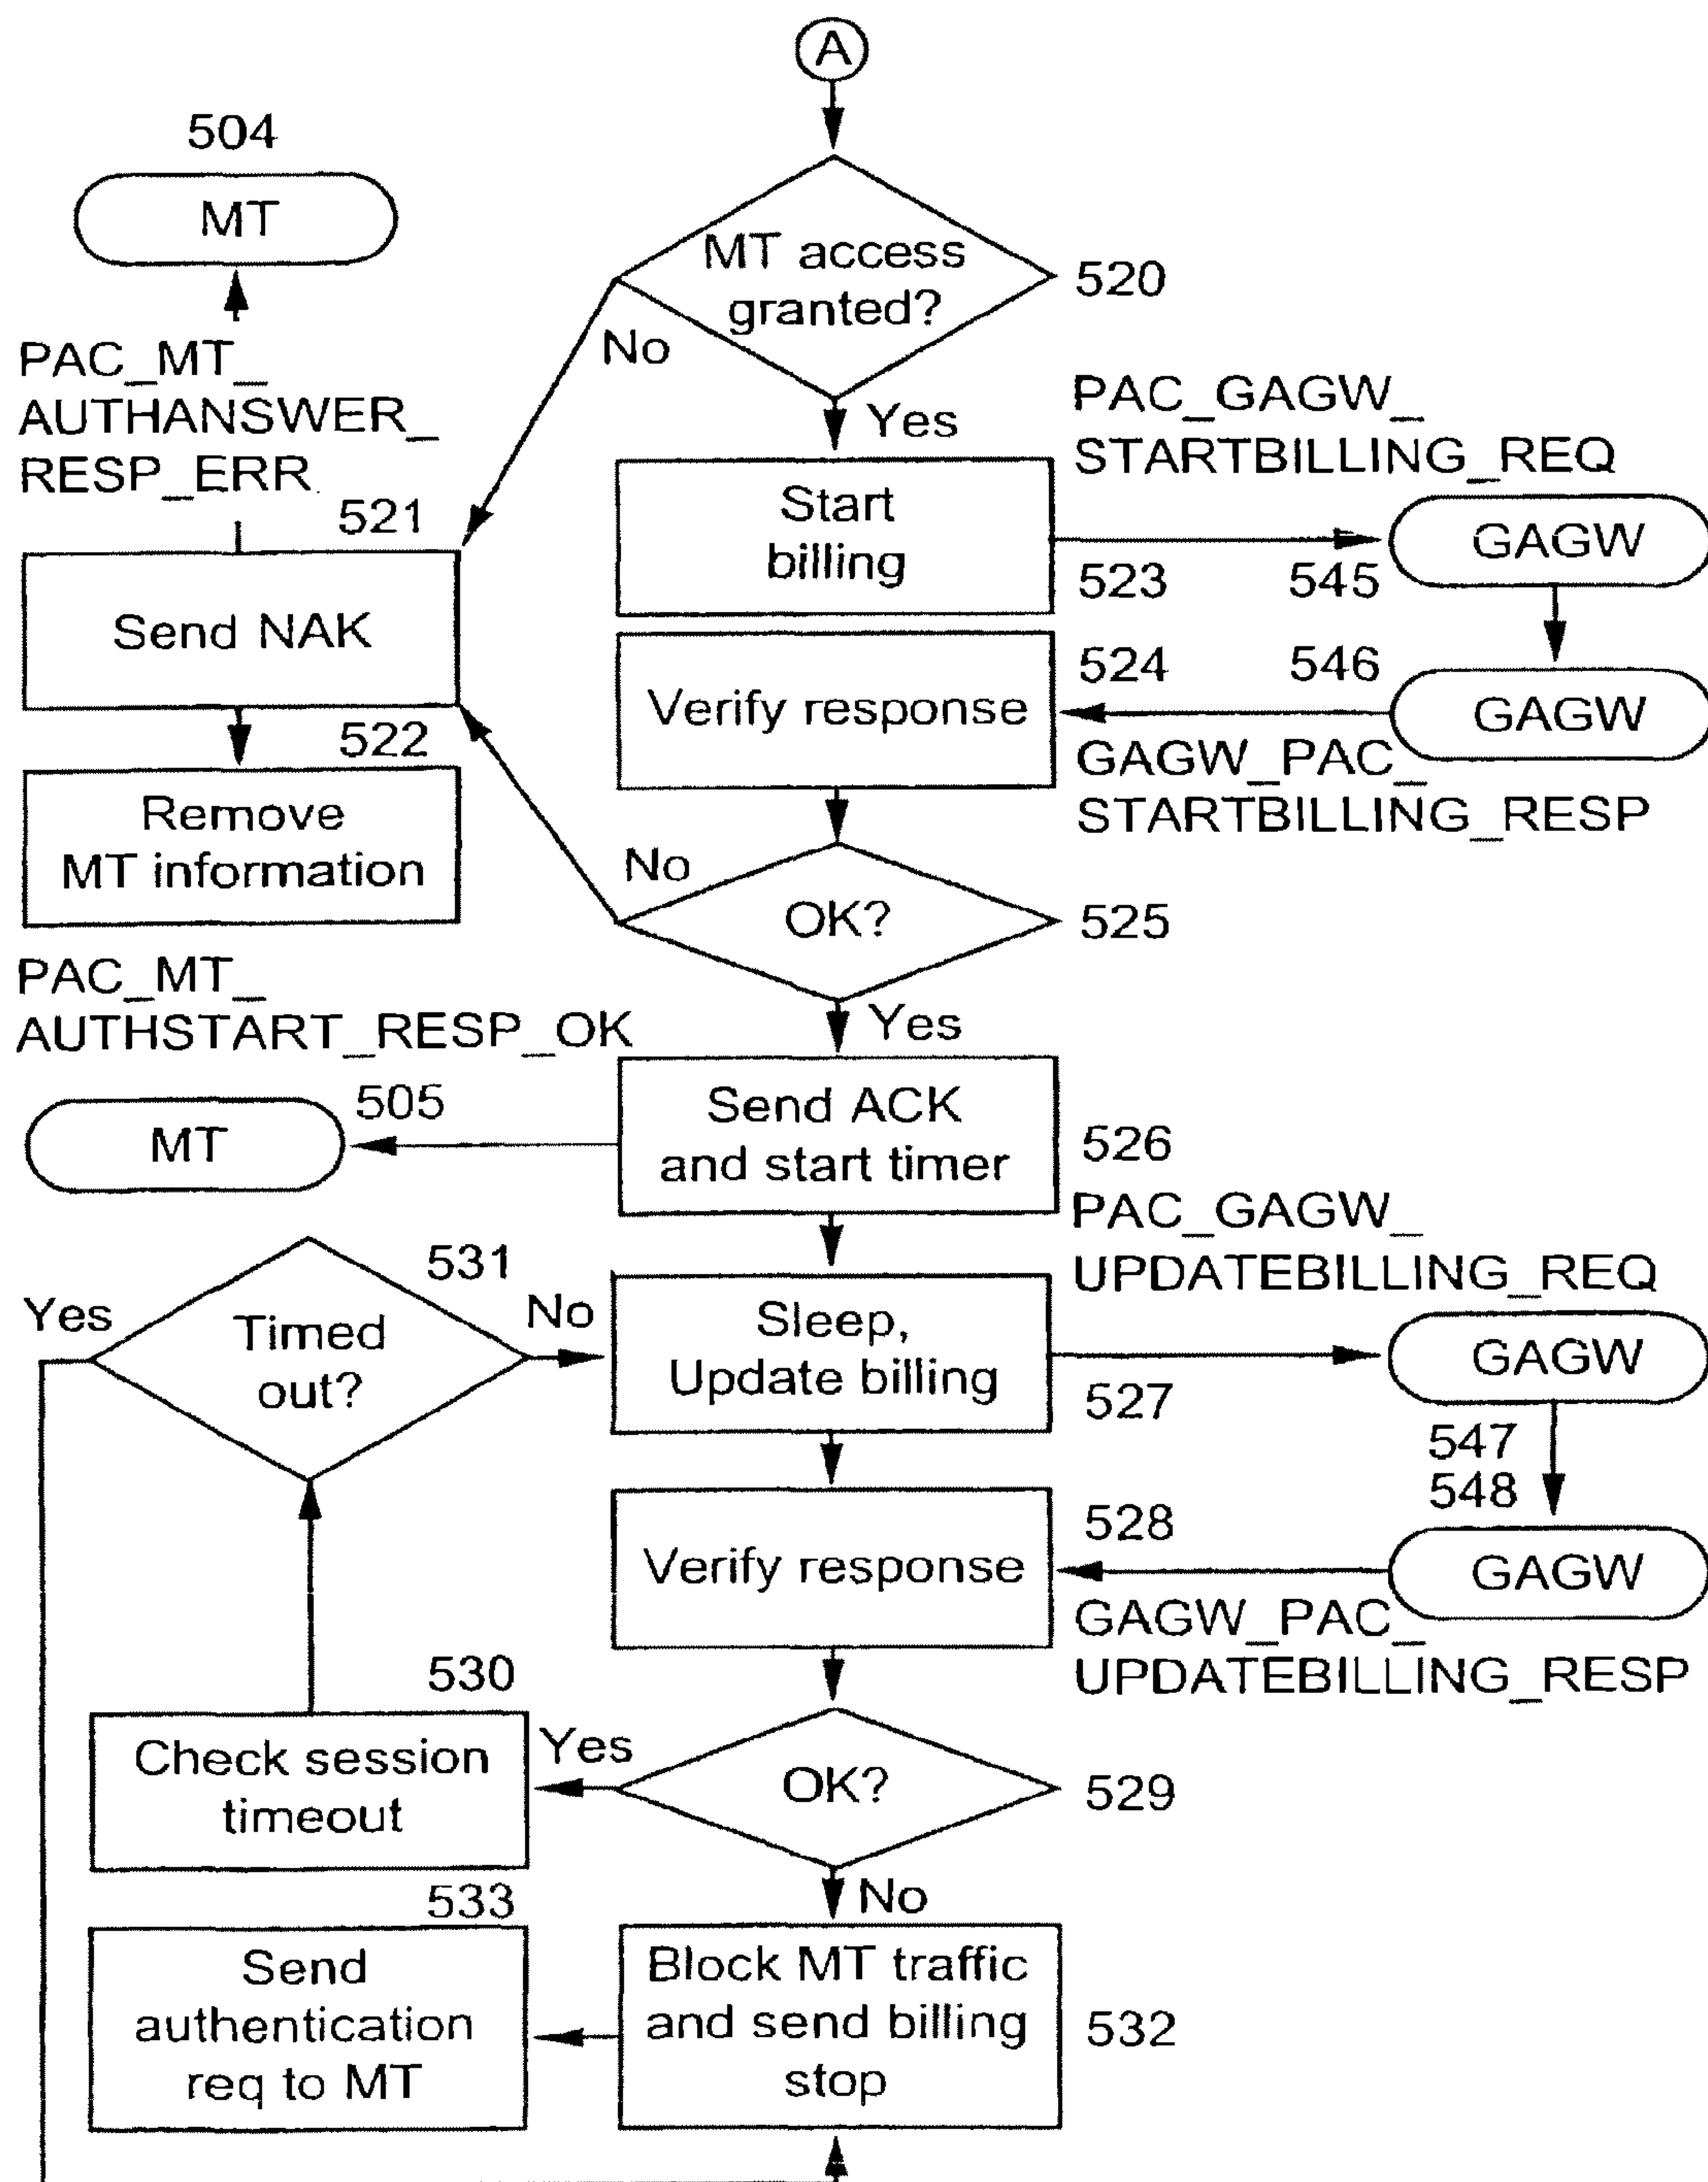 A
504
MT
MT access
granted?
520
No
Yes
PAC_MT_
AUTHANSWER_
RESP_ERR
521
PAC_GAGW_
STARTBILLING_REQ
Start
billing
GAGW
523
545
Send NAK
524
546
Verify response
GAGW
522
GAGW_PAC_
STARTBILLING_RESP
Remove
MT information
No
OK?
525
PAC_MT_
AUTHSTART_RESP_OK
Yes
505
MT
Send ACK
and start timer
526
PAC_GAGW_
UPDATEBILLING_REQ
531
Yes
No
Timed
out?
Sleep,
Update billing
GAGW
527
547
548
528
Verify response
GAGW
GAGW_PAC_
UPDATEBILLING_RESP
530
Check session
timeout
Yes
OK?
529
No
533
Send
authentication
req to MT
Block MT traffic
and send billing
stop
532